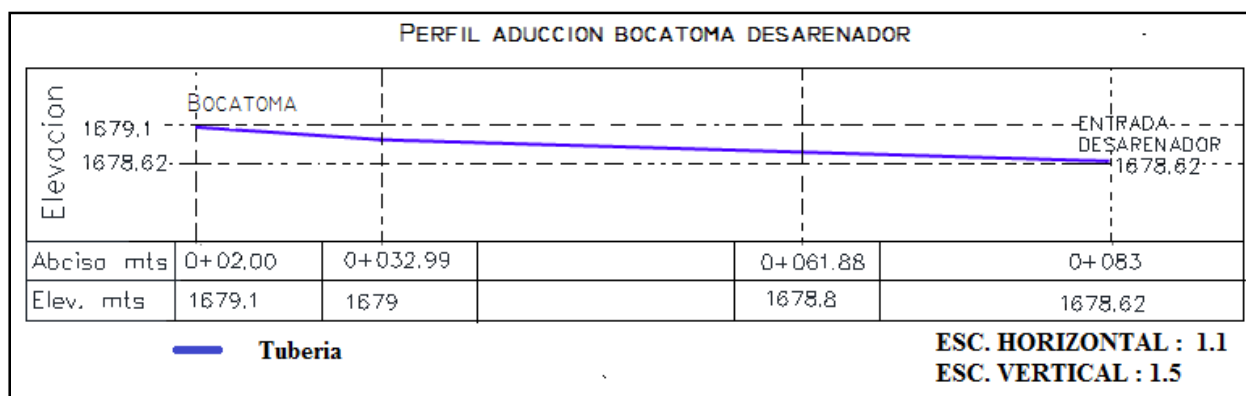 PERFIL ADUCCION BOCATOMA DESARENADOR
Elevacion
BOCATOMA
1679.1
1678.62
ENTRADA
DESARENADOR
1678.62
Abciso mts 0+02.00 0+032.99 0+061.88 0+083
Elev. mts 1679.1 1679 1678.8 1678.62
Tuberia
ESC. HORIZONTAL : 1.1
ESC. VERTICAL : 1.5